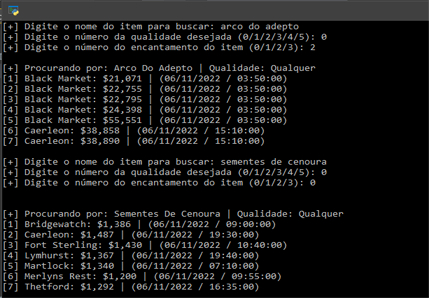 [+] Digite o nome do item para buscar: arco do adepto
[+] Digite o número da qualidade desejada (0/1/2/3/4/5): 0
[+] Digite o número do encantamento do item (0/1/2/3): 2
[+] Procurando por: Arco Do Adepto | Qualidade: Qualquer
[1] Black Market: $21,071 | (06/11/2022 / 03:50:00)
[2] Black Market: $22,755 | (06/11/2022 / 03:50:00)
[3] Black Market: $22,795 | (06/11/2022 / 03:50:00)
[4] Black Market: $24,398 | (06/11/2022 / 03:50:00)
[5] Black Market: $55,551 | (06/11/2022 / 03:50:00)
[6] Caerleon: $38,858 | (06/11/2022 / 15:10:00)
[7] Caerleon: $38,890 | (06/11/2022 / 15:10:00)
[+] Digite o nome do item para buscar: sementes de cenoura
[+] Digite o número da qualidade desejada (0/1/2/3/4/5): 0
[+] Digite o número do encantamento do item (0/1/2/3): 0
[+] Procurando por: Sementes De Cenoura | Qualidade: Qualquer
[1] Bridgewatch: $1,386 | (06/11/2022 / 09:00:00)
[2] Caerleon: $1,487 | (06/11/2022 / 19:30:00)
[3] Fort Sterling: $1,430 | (06/11/2022 / 10:40:00)
[4] Lymhurst: $1,367 | (06/11/2022 / 19:40:00)
[5] Martlock: $1,340 | (06/11/2022 / 07:10:00)
[6] Merlyns Rest: $1,200 | (06/11/2022 / 09:55:00)
[7] Thetford: $1,292 | (06/11/2022 / 16:35:00)